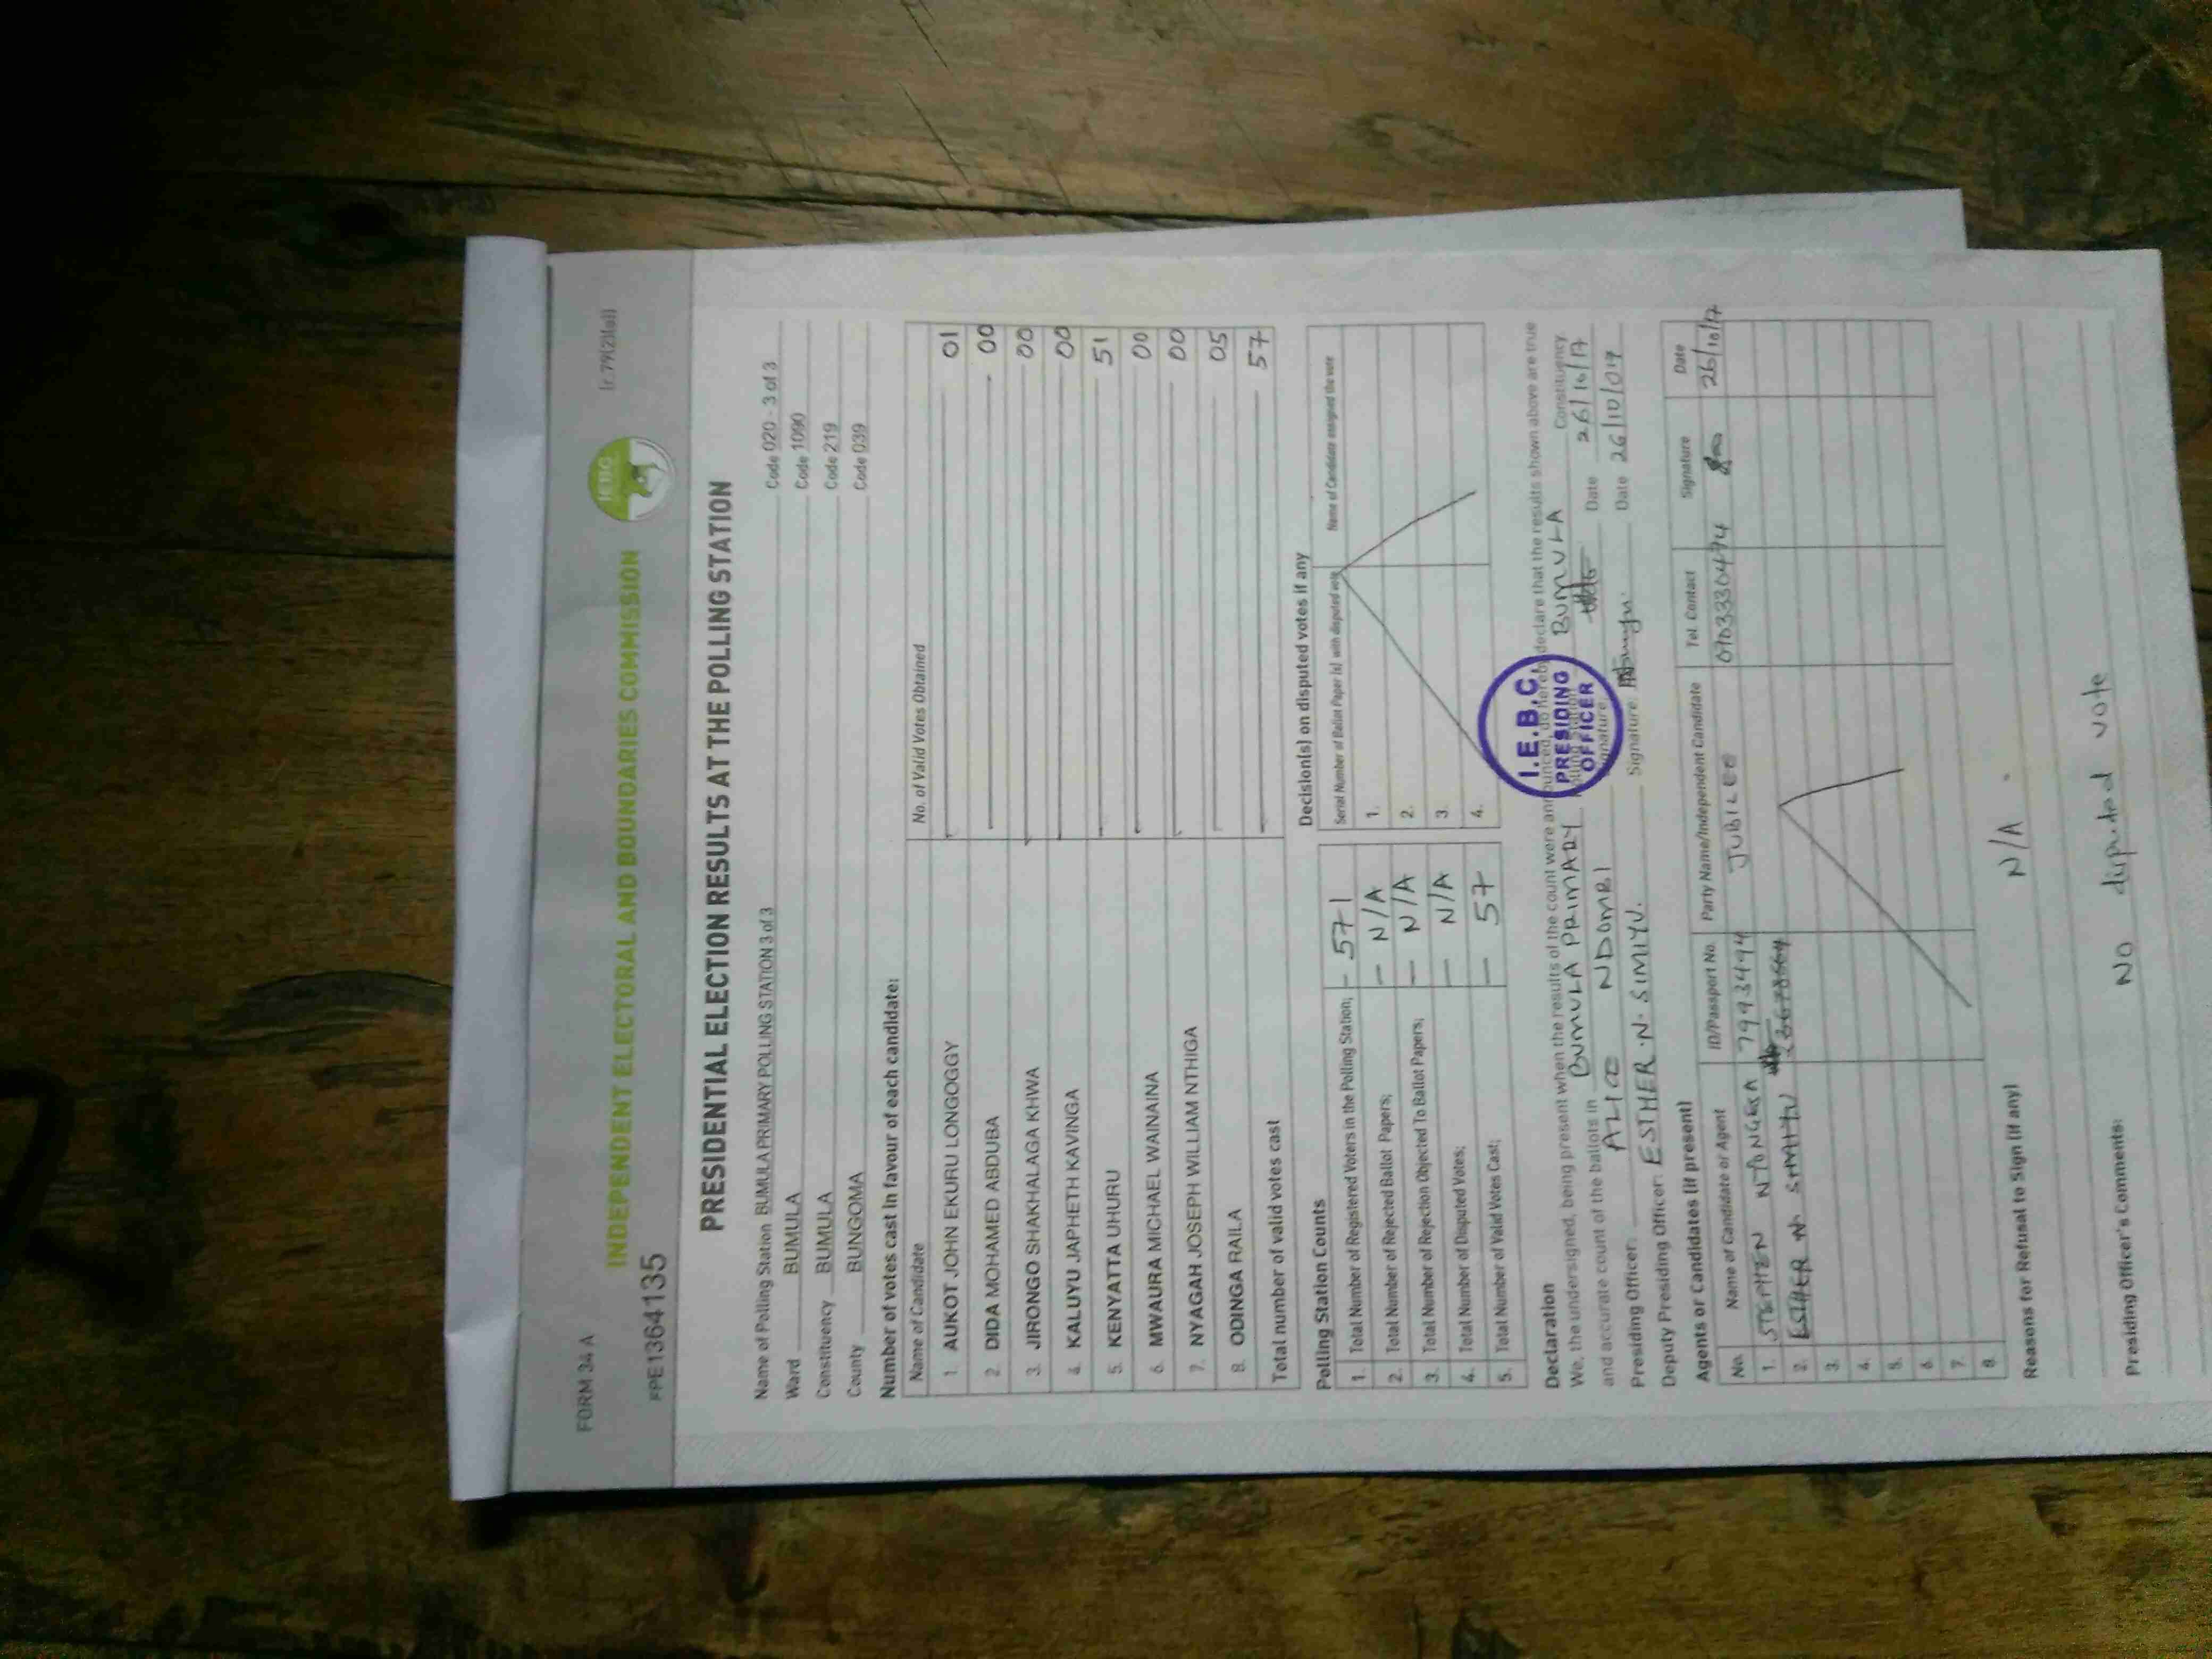 FORM 34 A
[r.79(2)(a)]
INDEPENDENT ELECTORAL AND BOUNDARIES COMMISSION
IEBC
PPE1364135
PRESIDENTIAL ELECTION RESULTS AT THE POLLING STATION
Name of Polling Station BUMULA PRIMARY POLLING STATION 3 of 3 Code 020 - 3 of 3
Ward BUMULA Code 1090
Constituency BUMULA Code 219
County BUNGOMA Code 039
Number of votes cast in favour of each candidate:
Name of Candidate No. of Valid Votes Obtained
1. AUKOT JOHN EKURU LONGOGGY 01
2. DIDA MOHAMED ABDUBA 00
3. JIRONGO SHAKHALAGA KHWA 00
4. KALUYU JAPHETH KAVINGA 00
5. KENYATTA UHURU 51
6. MWAURA MICHAEL WAINAINA 00
7. NYAGAH JOSEPH WILLIAM NTHIGA 00
8. ODINGA RAILA 05
Total number of valid votes cast 57
Polling Station Counts Decision(s) on disputed votes if any
1. Total Number of Registered Voters in the Polling Station; - 571
2. Total Number of Rejected Ballot Papers; - N/A
3. Total Number of Rejection Objected To Ballot Papers; - N/A
4. Total Number of Disputed Votes; - N/A
5. Total Number of Valid Votes Cast; - 57
Serial Number of Ballot Paper (s) with disputed vote Name of Candidate assigned the vote
1.
2.
3.
4.
Declaration
We, the undersigned, being present when the results of the count were announced, do hereby declare that the results shown above are true
and accurate count of the ballots in BUMULA PRIMARY Polling Station BUMULA Constituency
Presiding Officer: NDOMBI Signature Date 26/10/17
Deputy Presiding Officer: ESTHER N. SIMIYU. Signature Date 26/10/017
I.E.B.C
PRESIDING
OFFICER
Agents or Candidates (if present)
No. Name of Candidate or Agent ID/Passport No. Party Name/Independent Candidate Tel. Contact Signature Date
1. STEPHEN 7993494 JUBILEE 26/10/17
2. ESTHER N. SIMIYU
3.
4.
5.
6.
7.
8.
Reasons for Refusal to Sign (if any)
N/A
Presiding Officer's Comments:
No disputed vote